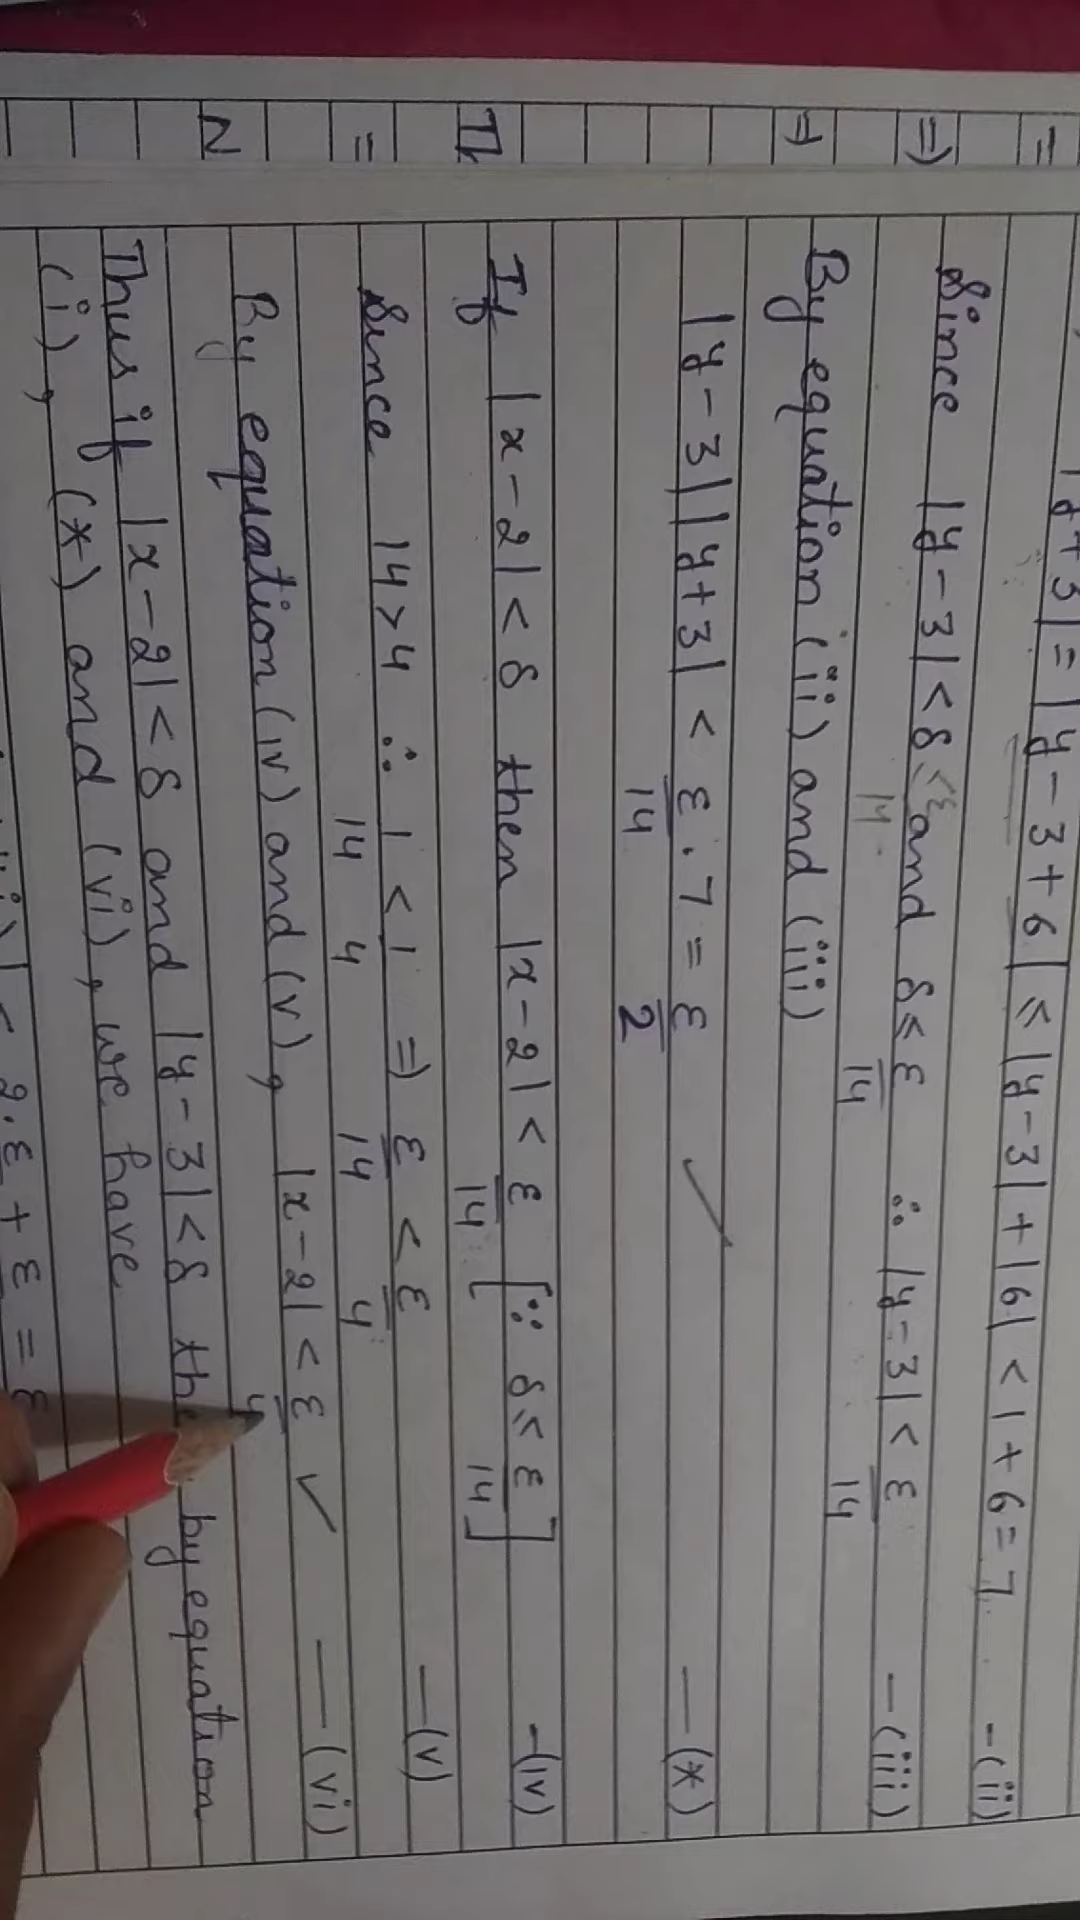 |y+3| = |y-3+6| ≤ |y-3| + |6| < 1+6 = 7 -(ii)
Since |y-3| < δ ≤ ε/14 and δ ≤ ε/14 ∴ |y-3| < ε/14 -(iii)
By equation (ii) and (iii)
|y-3||y+3| < ε/14 . 7 = ε/2 ✓ —(*)
If |x-2| < δ then |x-2| < ε/14 [∵ δ ≤ ε/14] -(iv)
Since 14>4 ∴ 1/14 < 1/4 ⇒ ε/14 < ε/4 —(v)
By equation (iv) and (v), |x-2| < ε/4 ✓ —(vi)
Thus if |x-2| < δ and |y-3| < δ by equation
(i), (*) and (vi), we have
< 2.ε + ε = ε
=
⇒
⇒
=
N